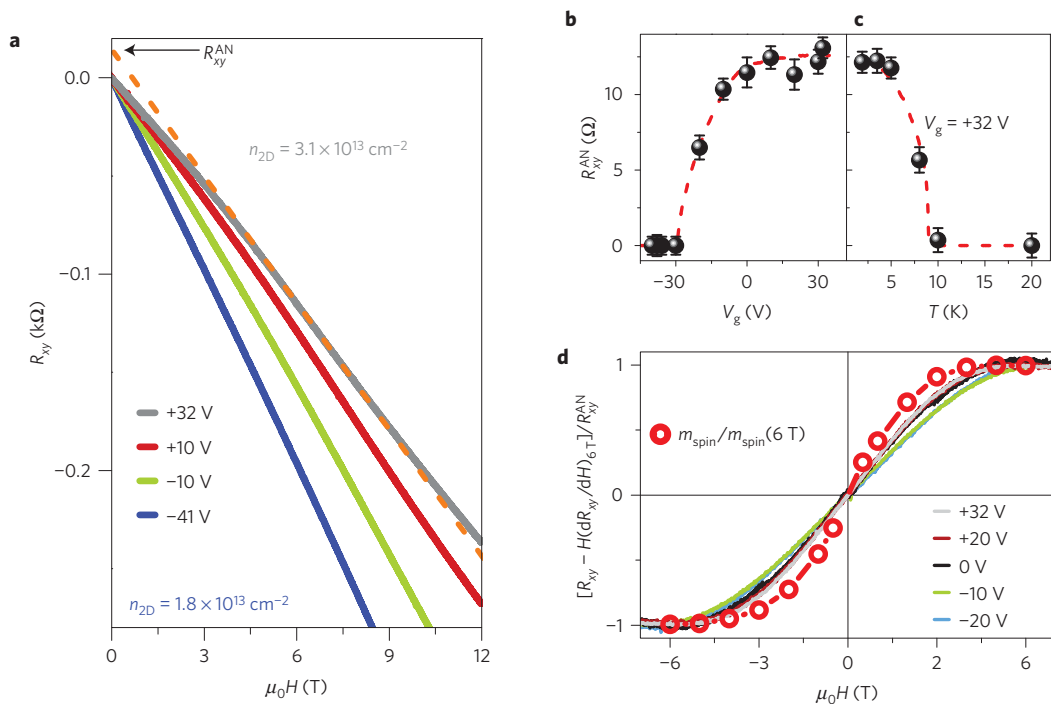 a
R_xy^AN
0.0
−0.1
−0.2
R_xy (kΩ)
n_2D = 3.1 × 10^13 cm^−2
+32 V
+10 V
−10 V
−41 V
n_2D = 1.8 × 10^13 cm^−2
0 3 6 9 12
μ_0H (T)
b
10
5
0
R_xy^AN (Ω)
−30 0 30
V_g (V)
c
V_g = +32 V
0 5 10 15 20
T (K)
d
1
0
−1
[R_xy − H(dR_xy/dH)_6 T]/R_xy^AN
m_spin/m_spin(6 T)
+32 V
+20 V
0 V
−10 V
−20 V
−6 −3 0 2 6
μ_0H (T)